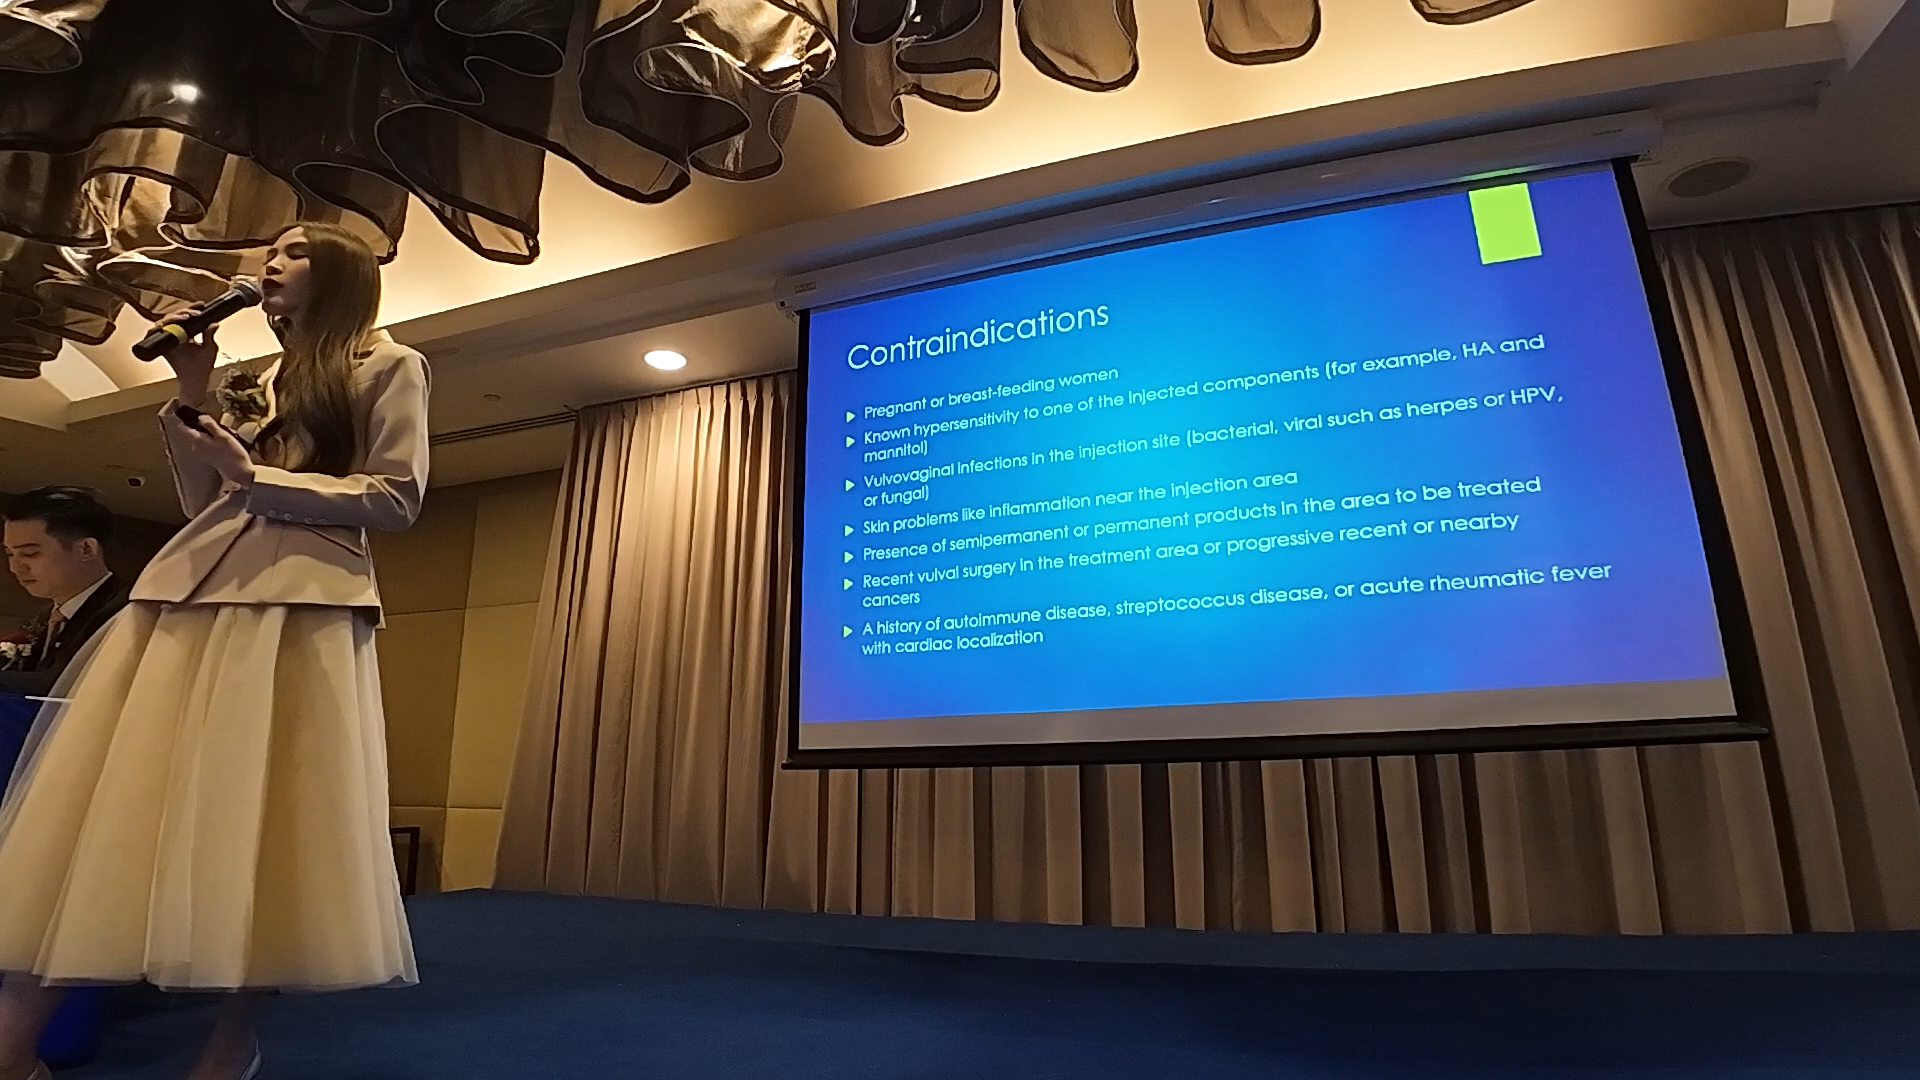 Contraindications
Pregnant or breast-feeding women
Known hypersensitivity to one of the injected components (for example, HA and
mannitol)
Vulvovaginal infections in the injection site (bacterial, viral such as herpes or HPV,
or fungal)
Skin problems like inflammation near the injection area
Presence of semipermanent or permanent products in the area to be treated
Recent vulval surgery in the treatment area or progressive recent or nearby
cancers
A history of autoimmune disease, streptococcus disease, or acute rheumatic fever
with cardiac localization